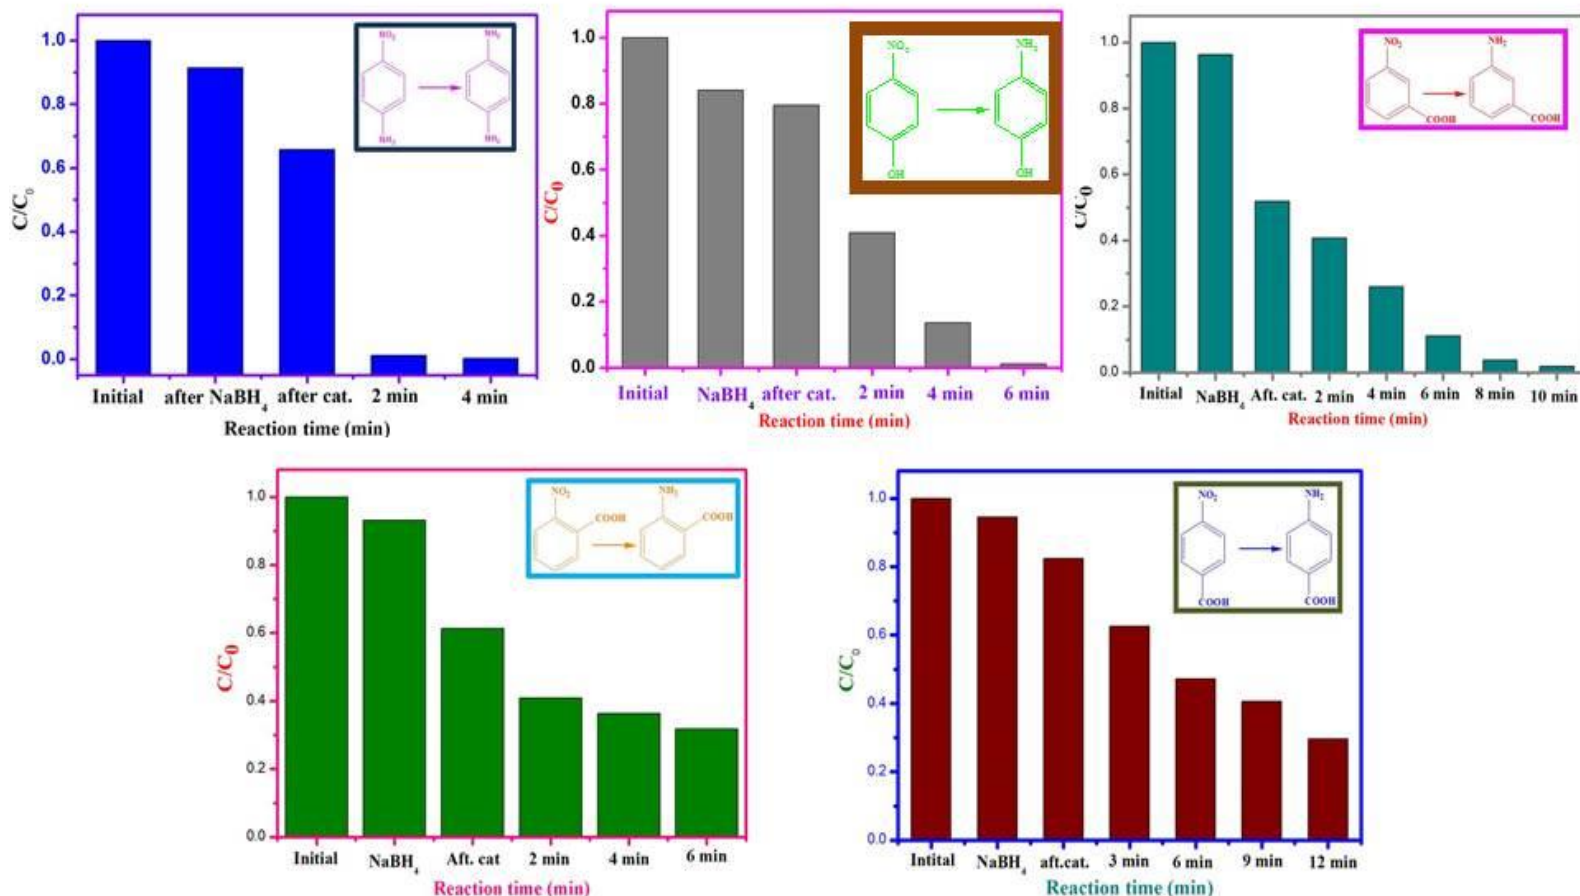 1.0
0.8
0.6
0.4
0.2
0.0
C/C0
NO2
NH2
NH2
NH2
Initial after NaBH4 after cat. 2 min 4 min
Reaction time (min)
1.0
0.8
0.6
0.4
0.2
0.0
C/C0
NO2
NH2
OH
OH
Initial NaBH4 after cat. 2 min 4 min 6 min
Reaction time (min)
1.0
0.8
0.6
0.4
0.2
0.0
C/C0
NO2
NH2
COOH
COOH
Initial NaBH4 Aft. cat. 2 min 4 min 6 min 8 min 10 min
Reaction time (min)
1.0
0.8
0.6
0.4
0.2
0.0
C/C0
NO2
NH2
COOH
COOH
Initial NaBH4 Aft. cat 2 min 4 min 6 min
Reaction time (min)
1.0
0.8
0.6
0.4
0.2
0.0
C/C0
NO2
NH2
COOH
COOH
Intital NaBH4 aft.cat. 3 min 6 min 9 min 12 min
Reaction time (min)